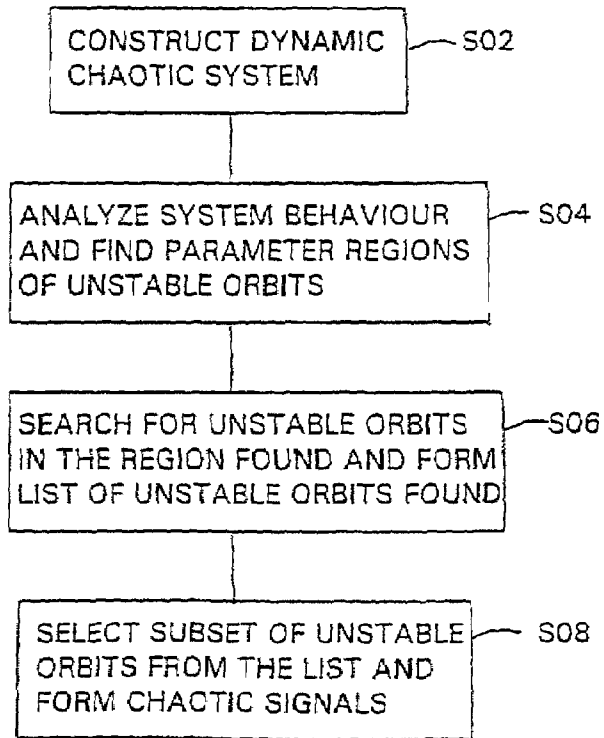 CONSTRUCT DYNAMIC
CHAOTIC SYSTEM
S02
ANALYZE SYSTEM BEHAVIOUR
AND FIND PARAMETER REGIONS
OF UNSTABLE ORBITS
S04
SEARCH FOR UNSTABLE ORBITS
IN THE REGION FOUND AND FORM
LIST OF UNSTABLE ORBITS FOUND
S06
SELECT SUBSET OF UNSTABLE
ORBITS FROM THE LIST AND
FORM CHAOTIC SIGNALS
S08